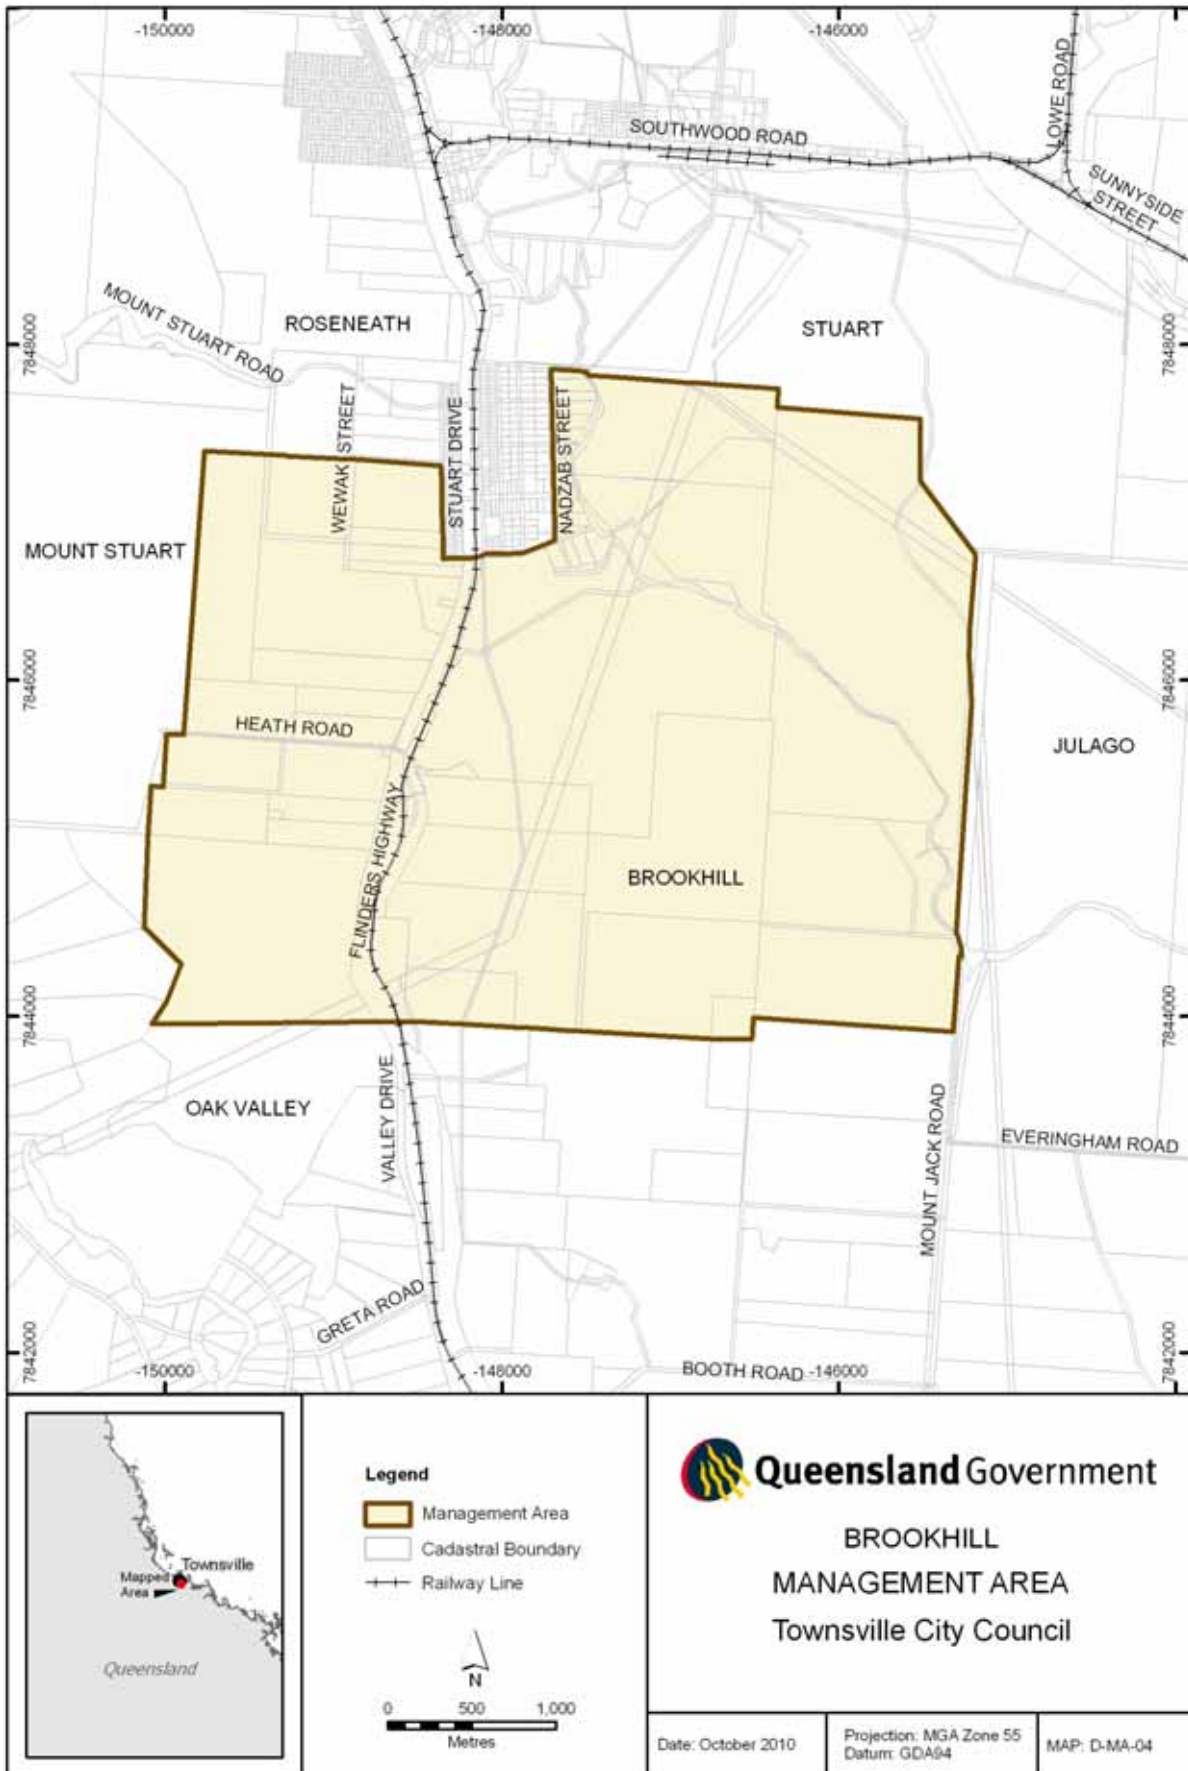 -150000
-148000
-146000
LOWE ROAD
SOUTHWOOD ROAD
SUNNYSIDE
STREET
MOUNT STUART ROAD
ROSENEATH
STUART
7848000
7848000
WEWAK STREET
STUART DRIVE
NADZAB STREET
MOUNT STUART
7846000
7846000
HEATH ROAD
JULAGO
FLINDERS HIGHWAY
BROOKHILL
7844000
7844000
VALLEY DRIVE
OAK VALLEY
MOUNT JACK ROAD
EVERINGHAM ROAD
GRETA ROAD
7842000
7842000
-150000
-148000
BOOTH ROAD
-146000
Townsville
Mapped
Area
Queensland
Legend
Management Area
Cadastral Boundary
Railway Line
N
0 500 1,000
Metres
Queensland Government
BROOKHILL
MANAGEMENT AREA
Townsville City Council
Date: October 2010
Projection: MGA Zone 55
Datum: GDA94
MAP: D-MA-04